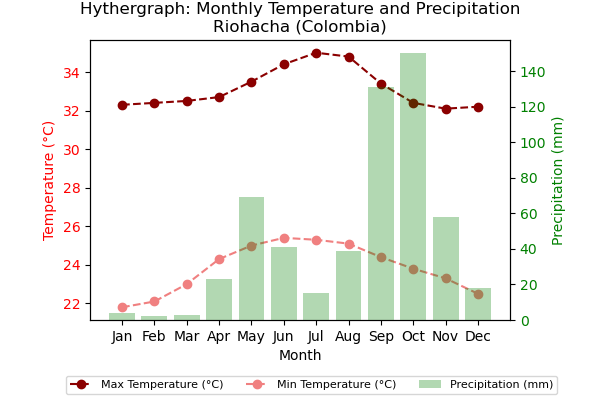 Hythergraph: Monthly Temperature and Precipitation
Riohacha (Colombia)
Temperature (°C)
34
32
30
28
26
24
22
140
120
100
80
60
40
20
0
Precipitation (mm)
Jan Feb Mar Apr May Jun Jul Aug Sep Oct Nov Dec
Month
Max Temperature (°C) Min Temperature (°C) Precipitation (mm)